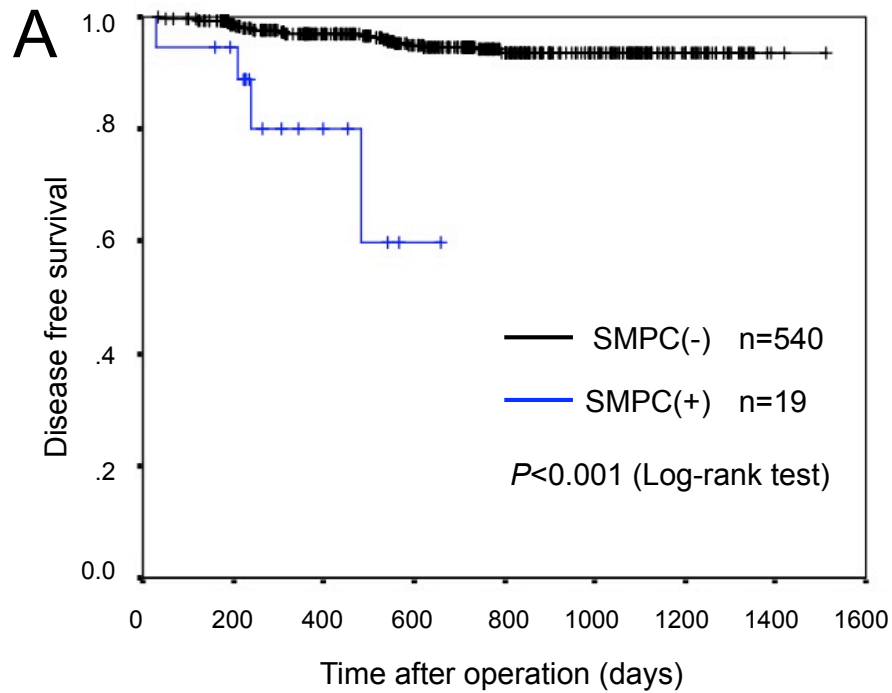 A
1.0
.8
.6
.4
.2
0.0
Disease free survival
SMPC(-) n=540
SMPC(+) n=19
P<0.001 (Log-rank test)
0 200 400 600 800 1000 1200 1400 1600
Time after operation (days)